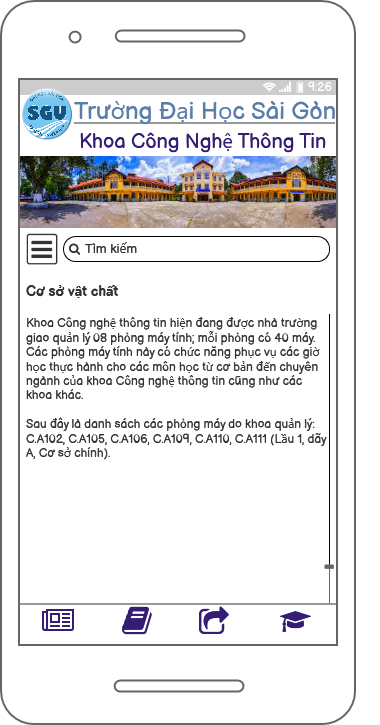 9:26
SGU
Trường Đại Học Sài Gòn
Khoa Công Nghệ Thông Tin
Tìm kiếm
Cơ sở vật chất
Khoa Công nghệ thông tin hiện đang được nhà trường
giao quản lý 08 phòng máy tính; mỗi phòng có 40 máy.
Các phòng máy tính này có chức năng phục vụ các giờ
học thực hành cho các môn học từ cơ bản đến chuyên
ngành của khoa Công nghệ thông tin cũng như các
khoa khác.
Sau đây là danh sách các phòng máy do khoa quản lý:
C.A102, C.A105, C.A106, C.A109, C.A110, C.A111 (Lầu 1, dãy
A, Cơ sở chính).